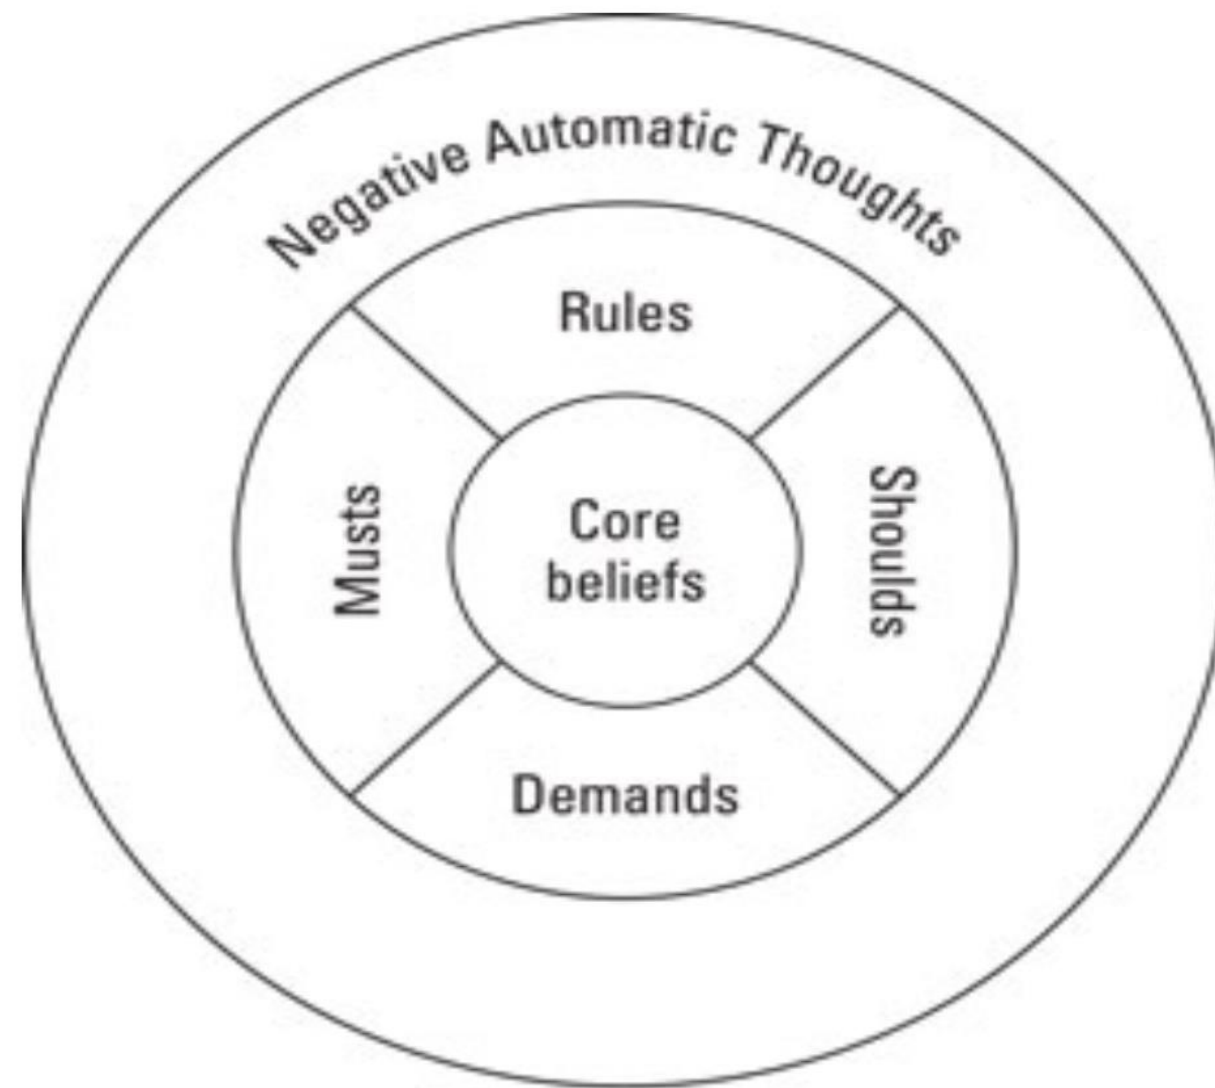 Negative Automatic Thoughts
Rules
Musts
Core
beliefs
Shoulds
Demands